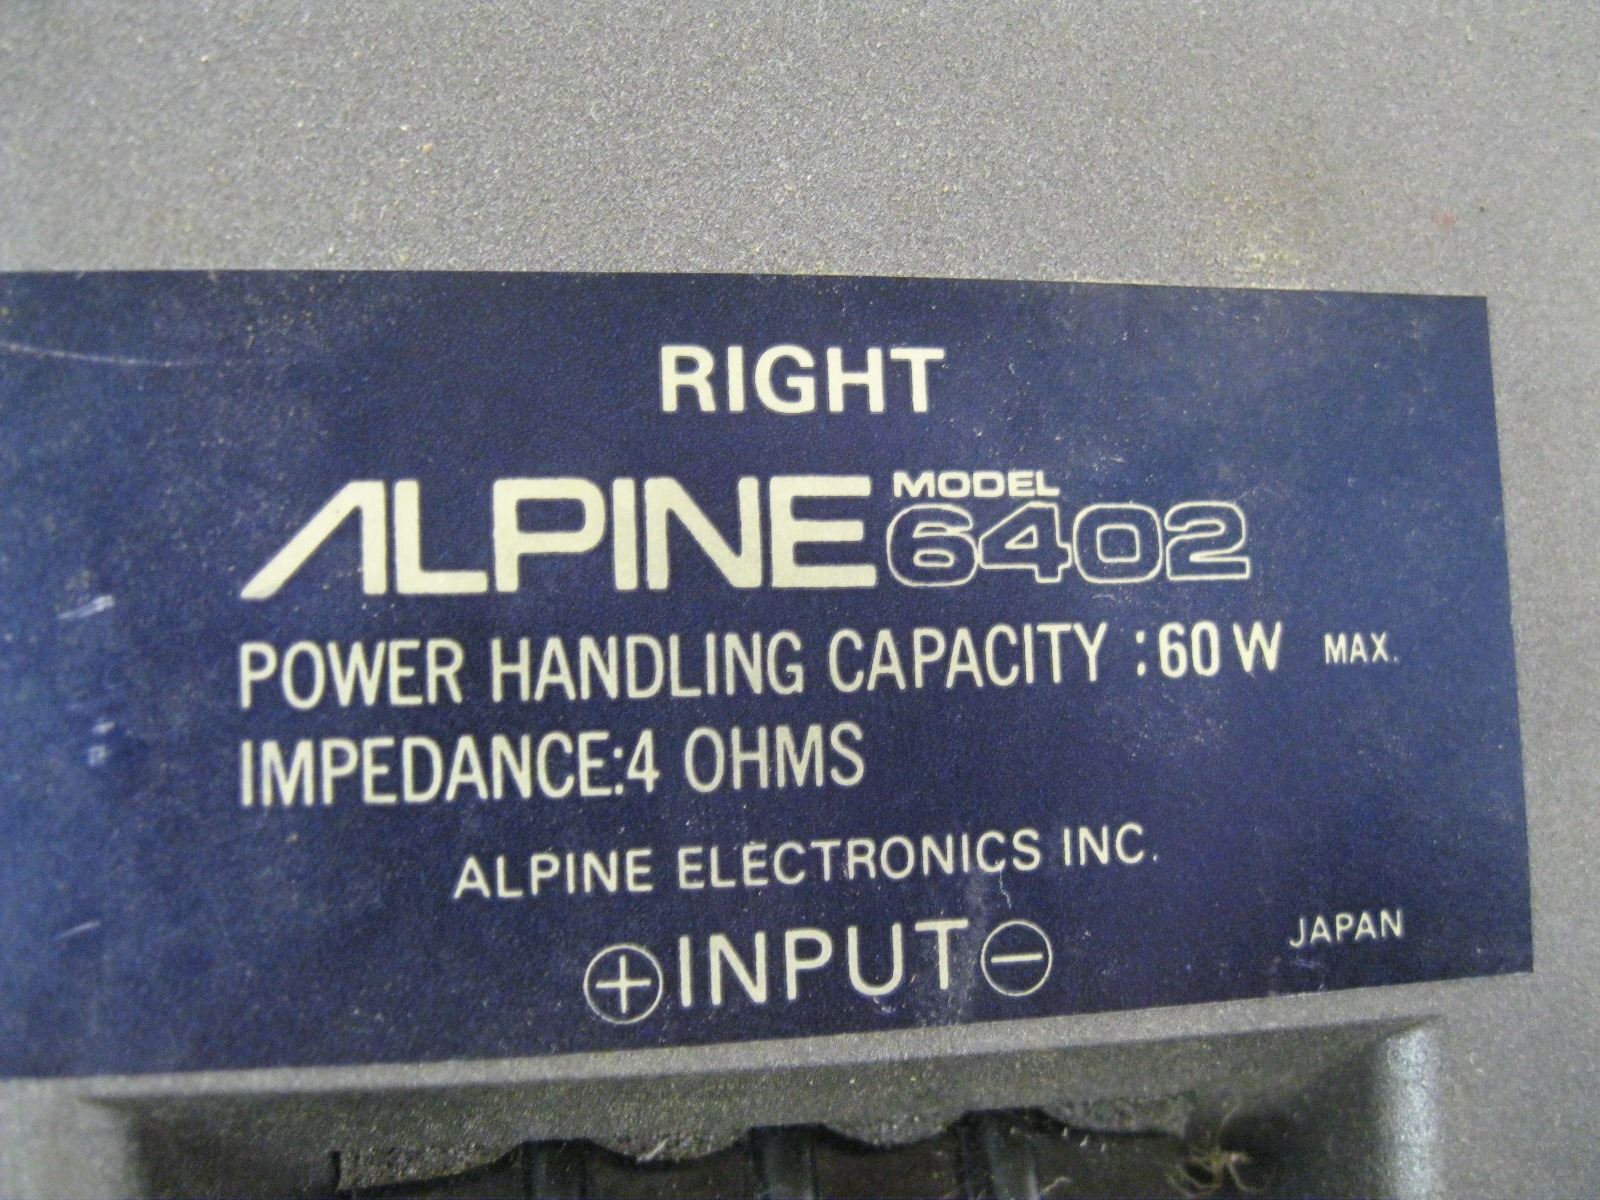 RIGHT
ALPINE MODEL 6402
POWER HANDLING CAPACITY :60 W MAX.
IMPEDANCE:4 OHMS
ALPINE ELECTRONICS INC.
⊕INPUT⊖
JAPAN